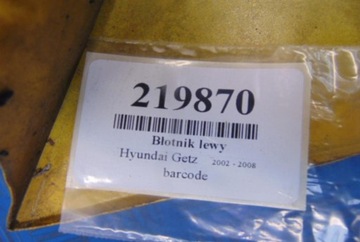 219870
Błotnik lewy
Hyundai Getz 2002 - 2008
barcode